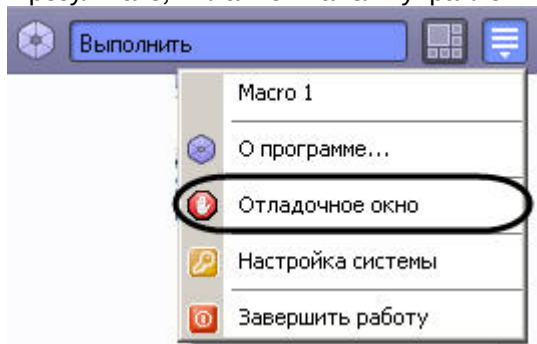 Выполнить
Macro 1
О программе...
Отладочное окно
Настройка системы
Завершить работу